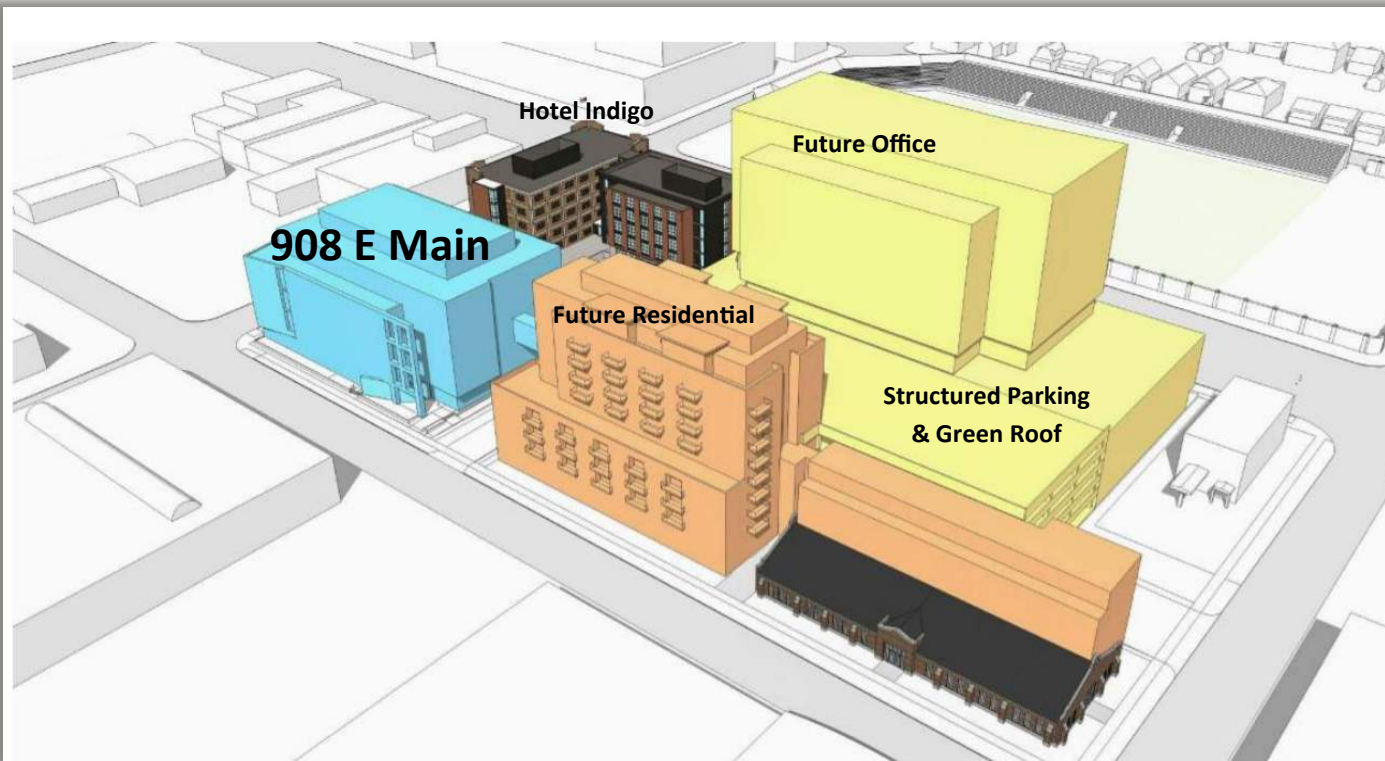 Hotel Indigo
Future Office
908 E Main
Future Residential
Structured Parking
& Green Roof